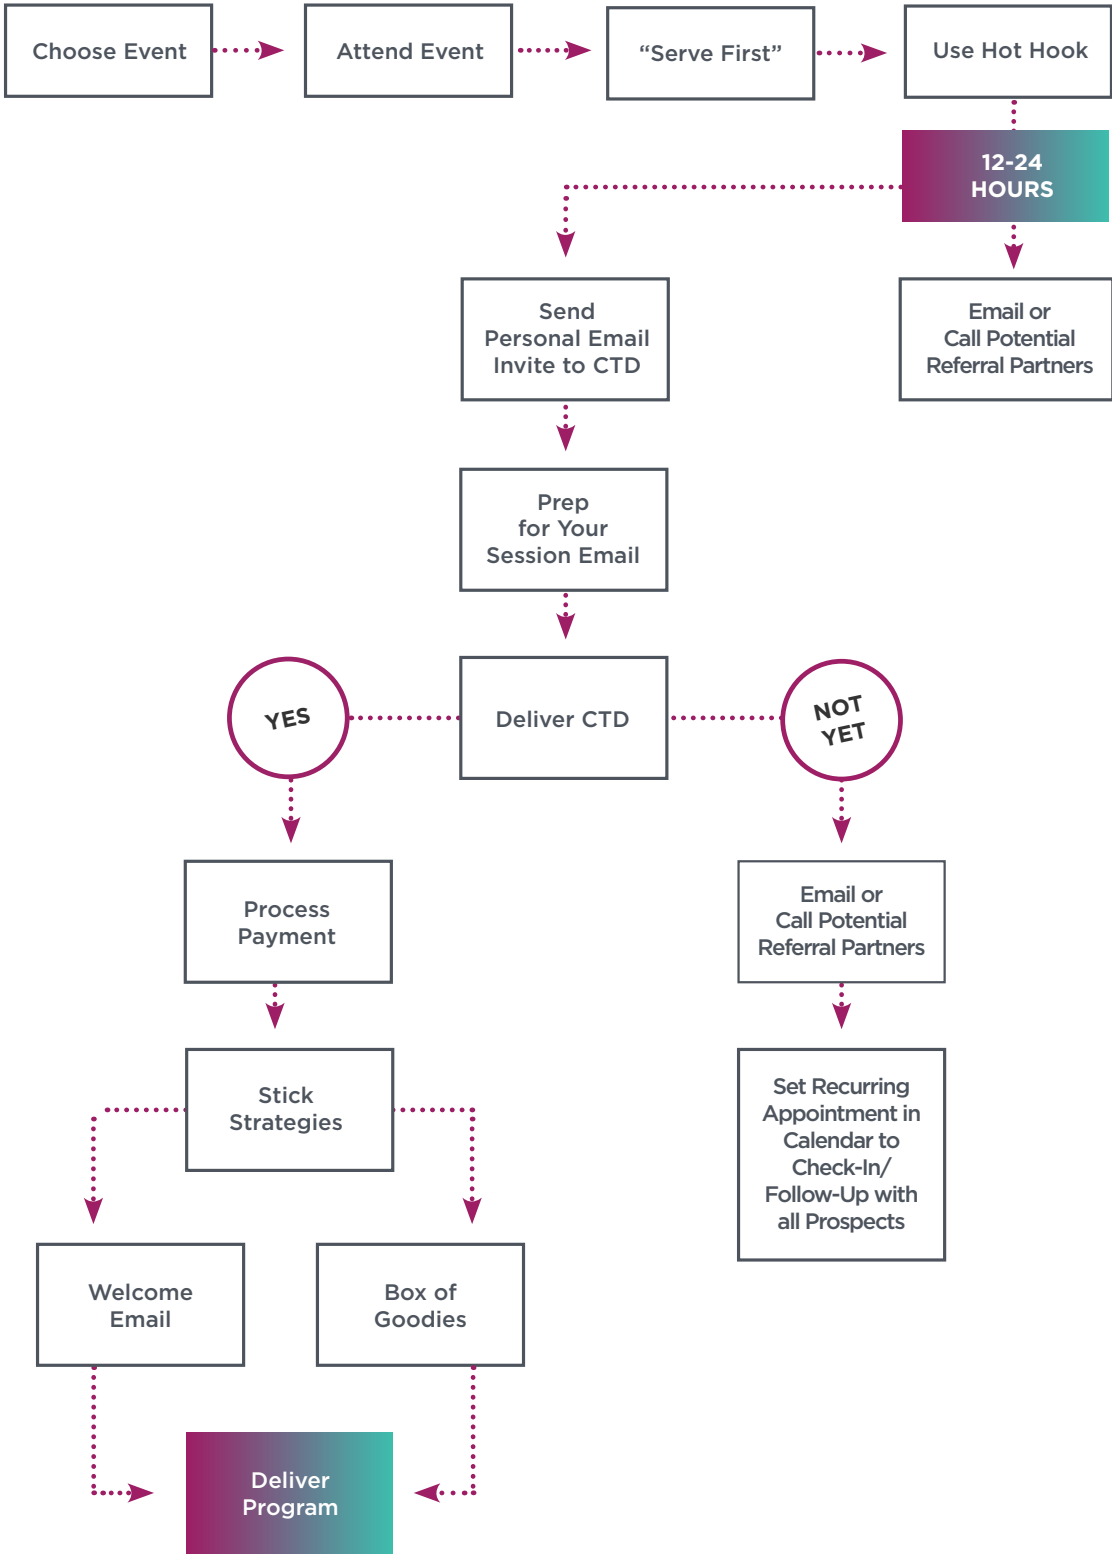 Choose Event
Attend Event
“Serve First”
Use Hot Hook
12-24
HOURS
Send
Personal Email
Invite to CTD
Email or
Call Potential
Referral Partners
Prep
for Your
Session Email
YES
Deliver CTD
NOT
YET
Process
Payment
Email or
Call Potential
Referral Partners
Stick
Strategies
Set Recurring
Appointment in
Calendar to
Check-In/
Follow-Up with
all Prospects
Welcome
Email
Box of
Goodies
Deliver
Program